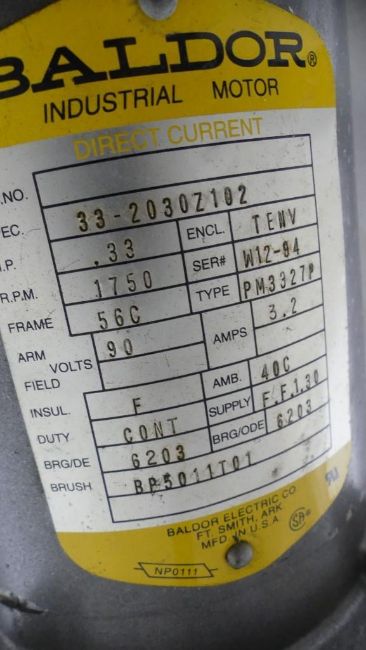 BALDOR®
INDUSTRIAL MOTOR
DIRECT CURRENT
.NO.
EC. 33-2030Z102
.P. .33 ENCL. TENV
R.P.M. 1750 SER# W12-94
FRAME 56C TYPE PM3327P
ARM VOLTS 90 AMPS 3.2
FIELD
INSUL. F AMB. 40C
DUTY CONT SUPPLY F.F.1.30
BRG/DE 6203 BRG/ODE 6203
BRUSH BP5011T01
BALDOR ELECTRIC CO.
FT. SMITH, ARK.
MFD. IN U.S.A.
NP0111